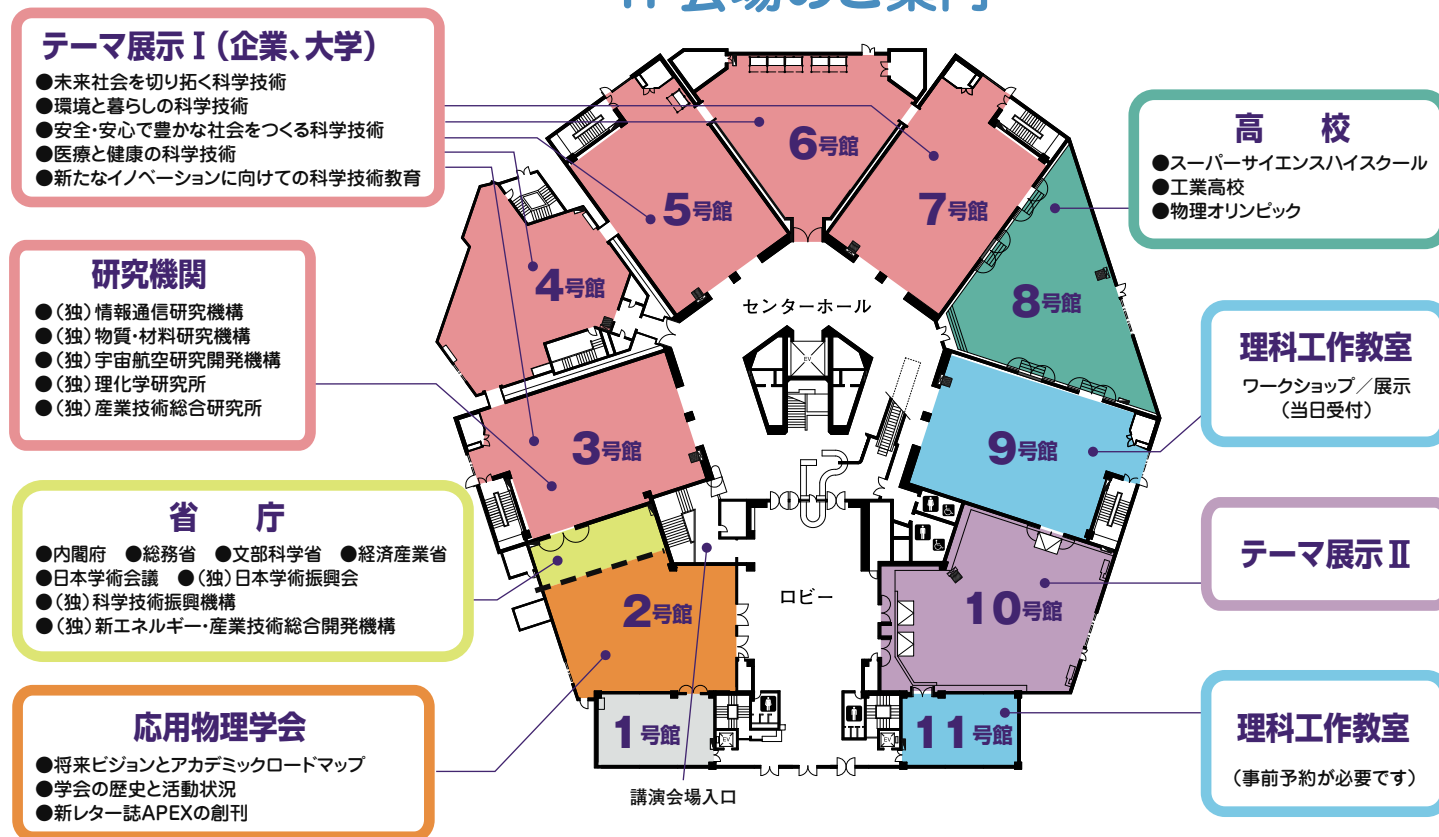 会場のご案内
テーマ展示Ⅰ（企業、大学）
●未来社会を切り拓く科学技術
●環境と暮らしの科学技術
●安全・安心で豊かな社会をつくる科学技術
●医療と健康の科学技術
●新たなイノベーションに向けての科学技術教育
研究機関
●（独）情報通信研究機構
●（独）物質・材料研究機構
●（独）宇宙航空研究開発機構
●（独）理化学研究所
●（独）産業技術総合研究所
省　庁
●内閣府　●総務省　●文部科学省　●経済産業省
●日本学術会議　●（独）日本学術振興会
●（独）科学技術振興機構
●（独）新エネルギー・産業技術総合開発機構
応用物理学会
●将来ビジョンとアカデミックロードマップ
●学会の歴史と活動状況
●新レター誌APEXの創刊
6号館
5号館
7号館
4号館
8号館
センターホール
EV
3号館
9号館
2号館
ロビー
10号館
1号館
EV
EV
11号館
講演会場入口
高　校
●スーパーサイエンスハイスクール
●工業高校
●物理オリンピック
理科工作教室
ワークショップ／展示
（当日受付）
テーマ展示Ⅱ
理科工作教室
（事前予約が必要です）